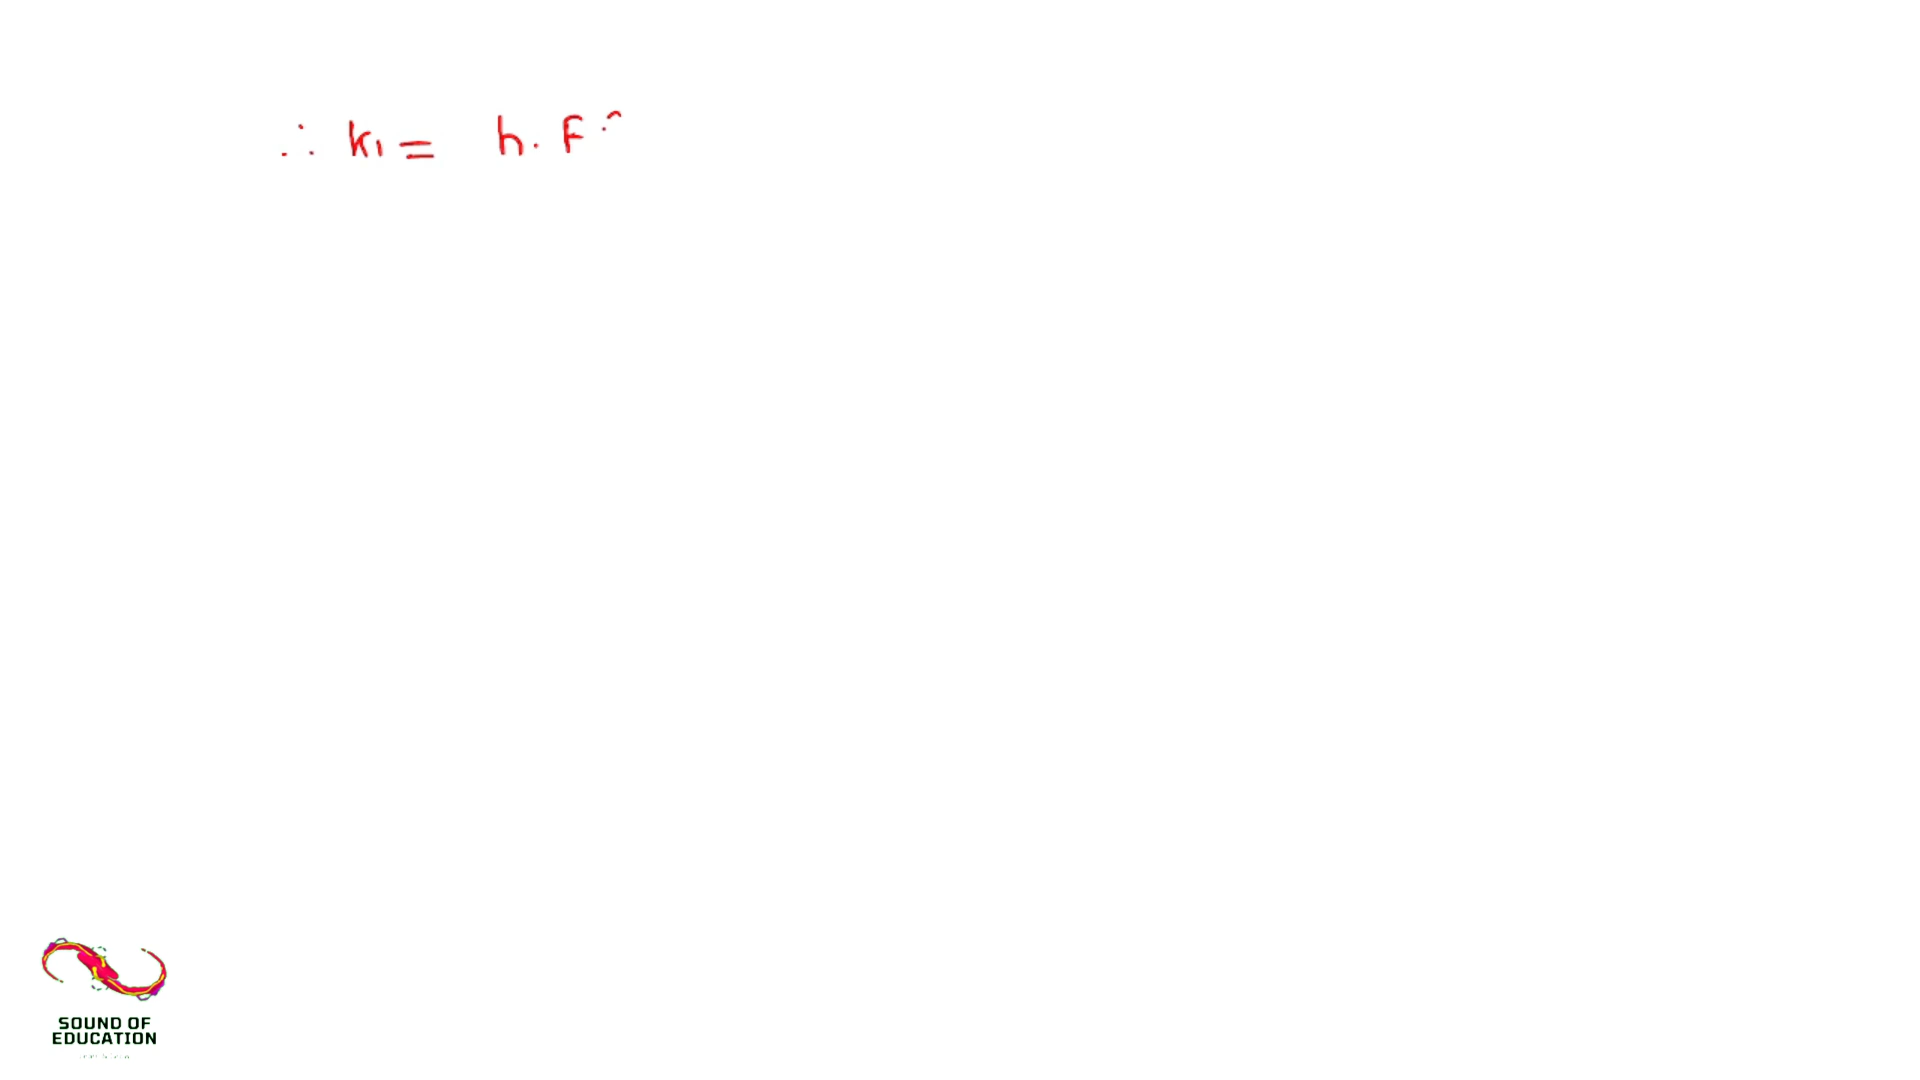 ∴ k₁ = h. F
SOUND OF
EDUCATION